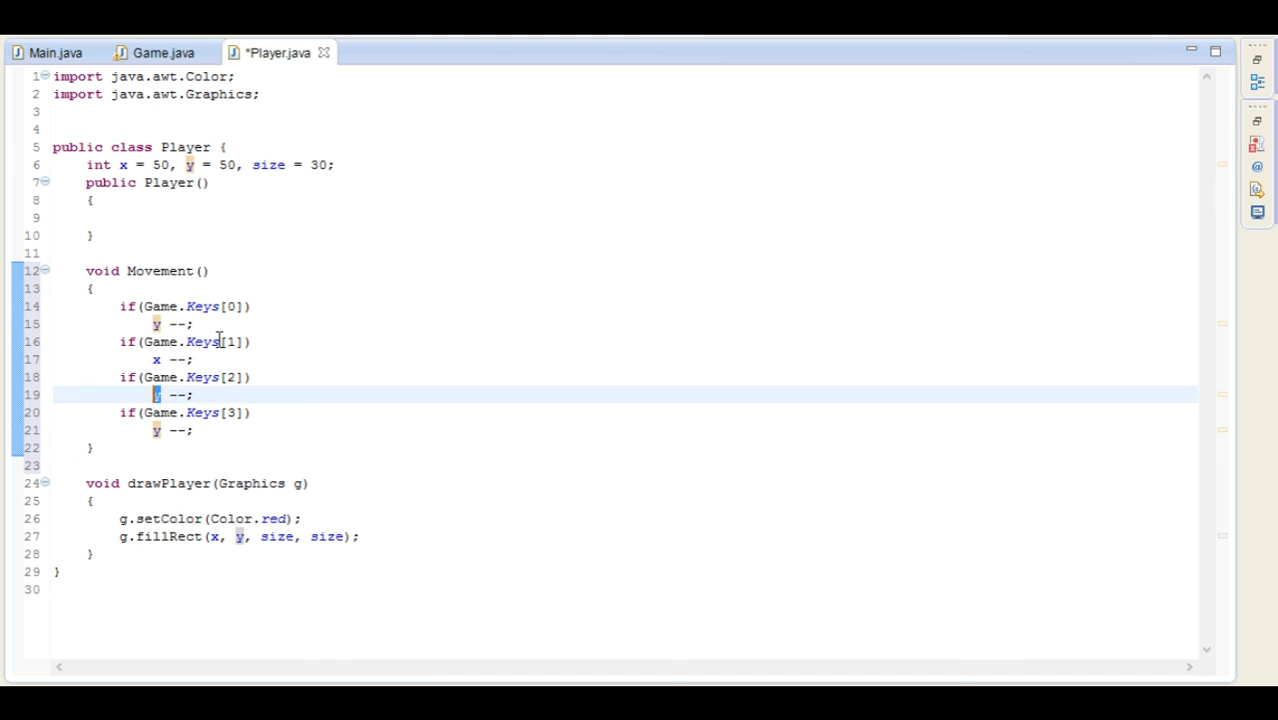 Main.java Game.java *Player.java
1 import java.awt.Color;
2 import java.awt.Graphics;
3
4
5 public class Player {
6 int x = 50, y = 50, size = 30;
7 public Player()
8 {
9
10 }
11
12 void Movement()
13 {
14 if(Game.Keys[0])
15 y --;
16 if(Game.Keys[1])
17 x --;
18 if(Game.Keys[2])
19 y --;
20 if(Game.Keys[3])
21 y --;
22 }
23
24 void drawPlayer(Graphics g)
25 {
26 g.setColor(Color.red);
27 g.fillRect(x, y, size, size);
28 }
29 }
30